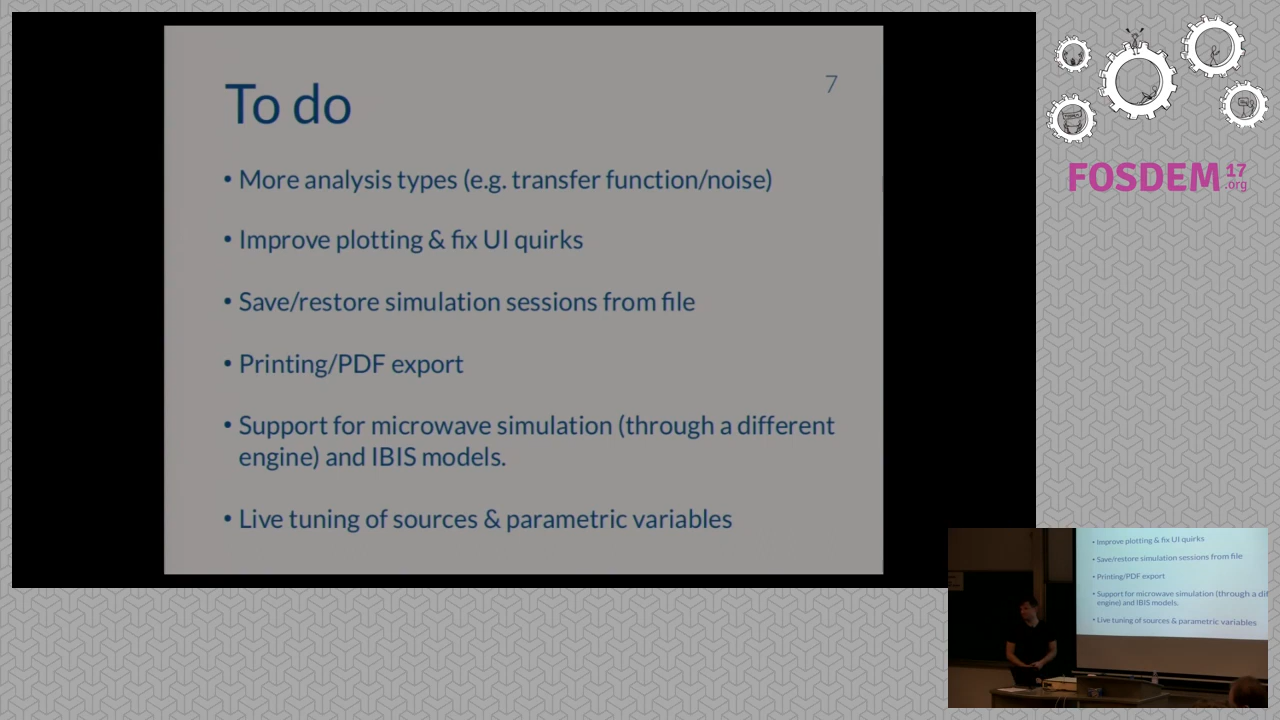 To do
7
• More analysis types (e.g. transfer function/noise)
• Improve plotting & fix UI quirks
• Save/restore simulation sessions from file
• Printing/PDF export
• Support for microwave simulation (through a different
engine) and IBIS models.
• Live tuning of sources & parametric variables
FOSDEM 17
.org
• Improve plotting & fix UI quirks
• Save/restore simulation sessions from file
• Printing/PDF export
• Support for microwave simulation (through a dif
engine) and IBIS models.
• Live tuning of sources & parametric variables